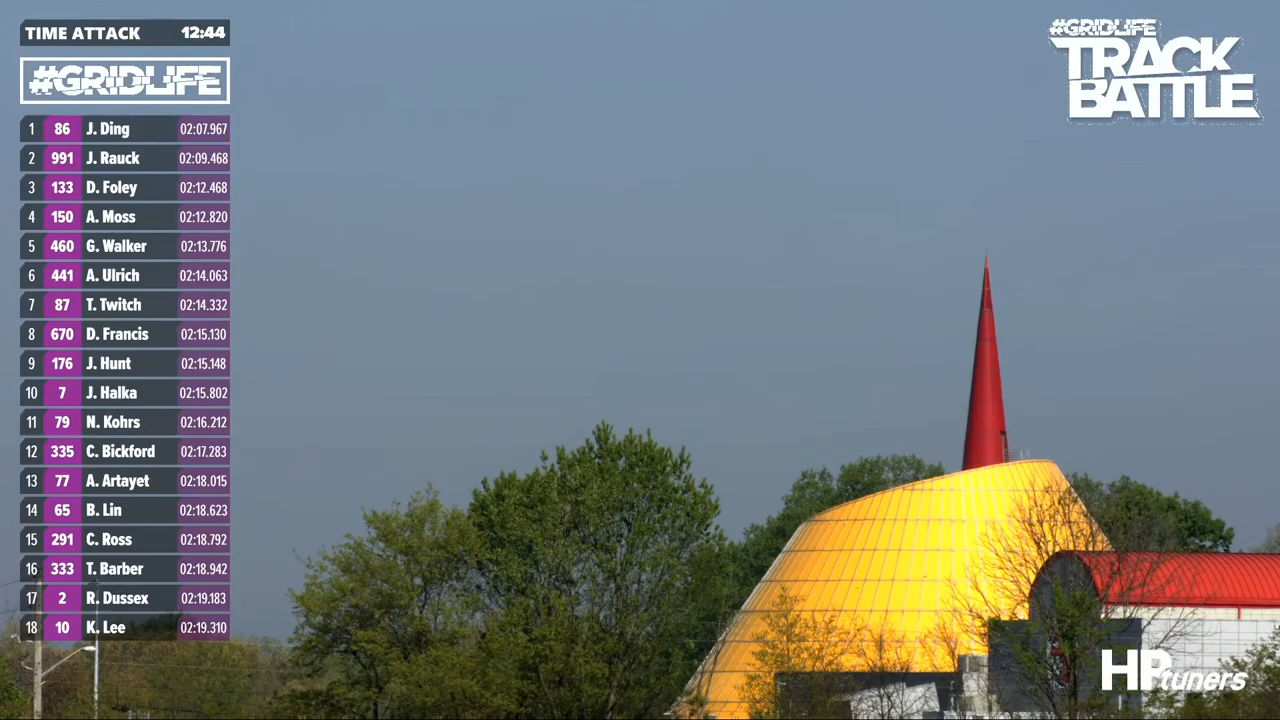 TIME ATTACK 12:44
#GRIDLIFE
1 86 J. Ding 02:07.967
2 991 J. Rauck 02:09.468
3 133 D. Foley 02:12.468
4 150 A. Moss 02:12.820
5 460 G. Walker 02:13.776
6 441 A. Ulrich 02:14.063
7 87 T. Twitch 02:14.332
8 670 D. Francis 02:15.130
9 176 J. Hunt 02:15.148
10 7 J. Halka 02:15.802
11 79 N. Kohrs 02:16.212
12 335 C. Bickford 02:17.283
13 77 A. Artayet 02:18.015
14 65 B. Lin 02:18.623
15 291 C. Ross 02:18.792
16 333 T. Barber 02:18.942
17 2 R. Dussex 02:19.183
18 10 K. Lee 02:19.310
#GRIDLIFE
TRACK
BATTLE
HP tuners